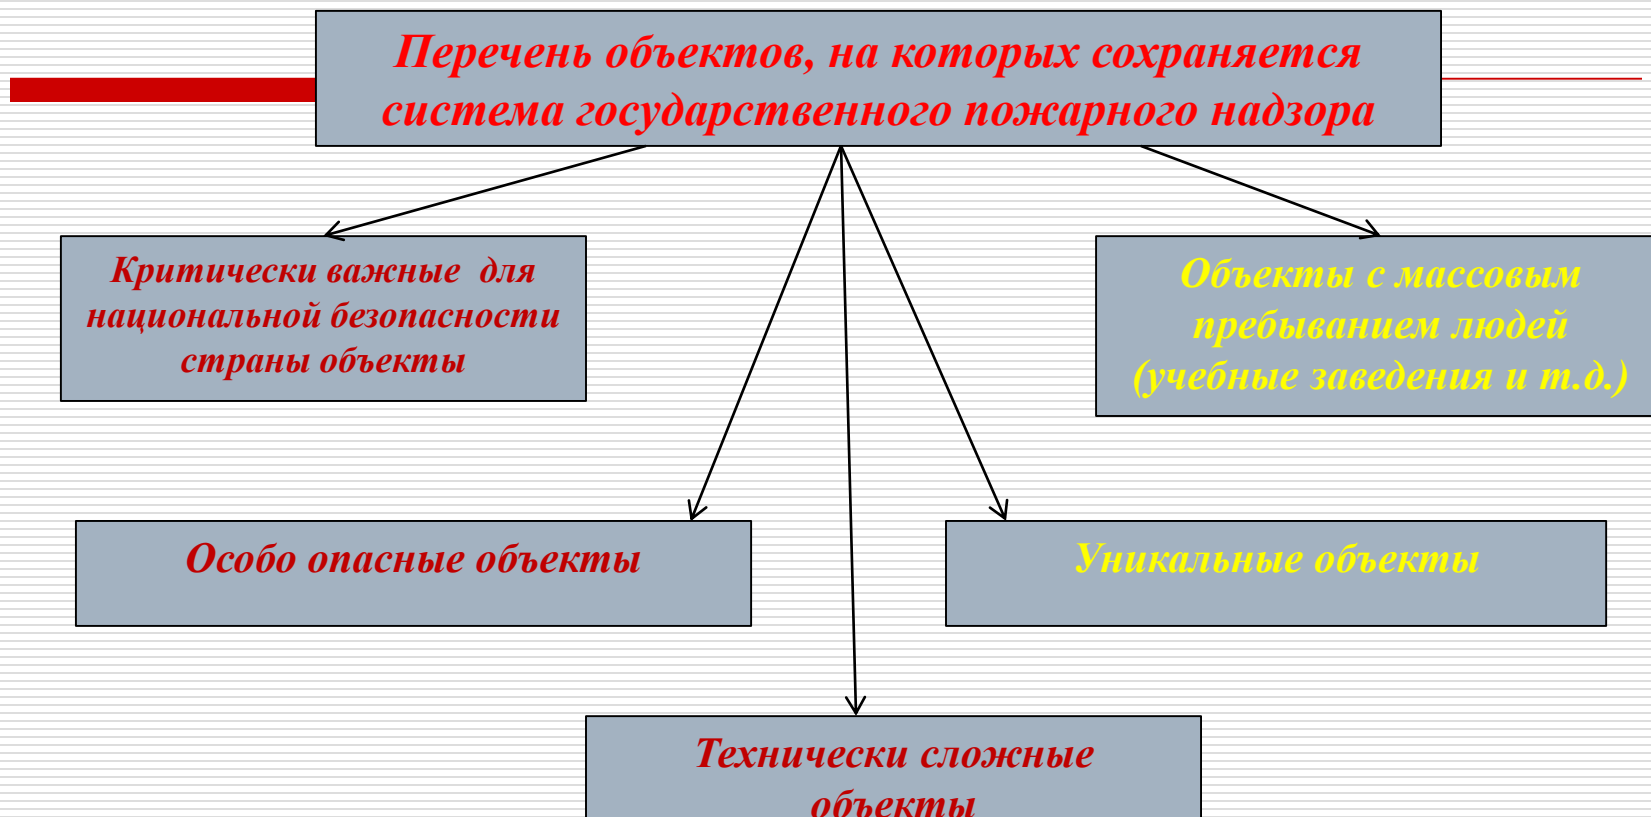 Перечень объектов, на которых сохраняется
система государственного пожарного надзора
Критически важные для
национальной безопасности
страны объекты
Объекты с массовым
пребыванием людей
(учебные заведения и т.д.)
Особо опасные объекты
Уникальные объекты
Технически сложные
объекты